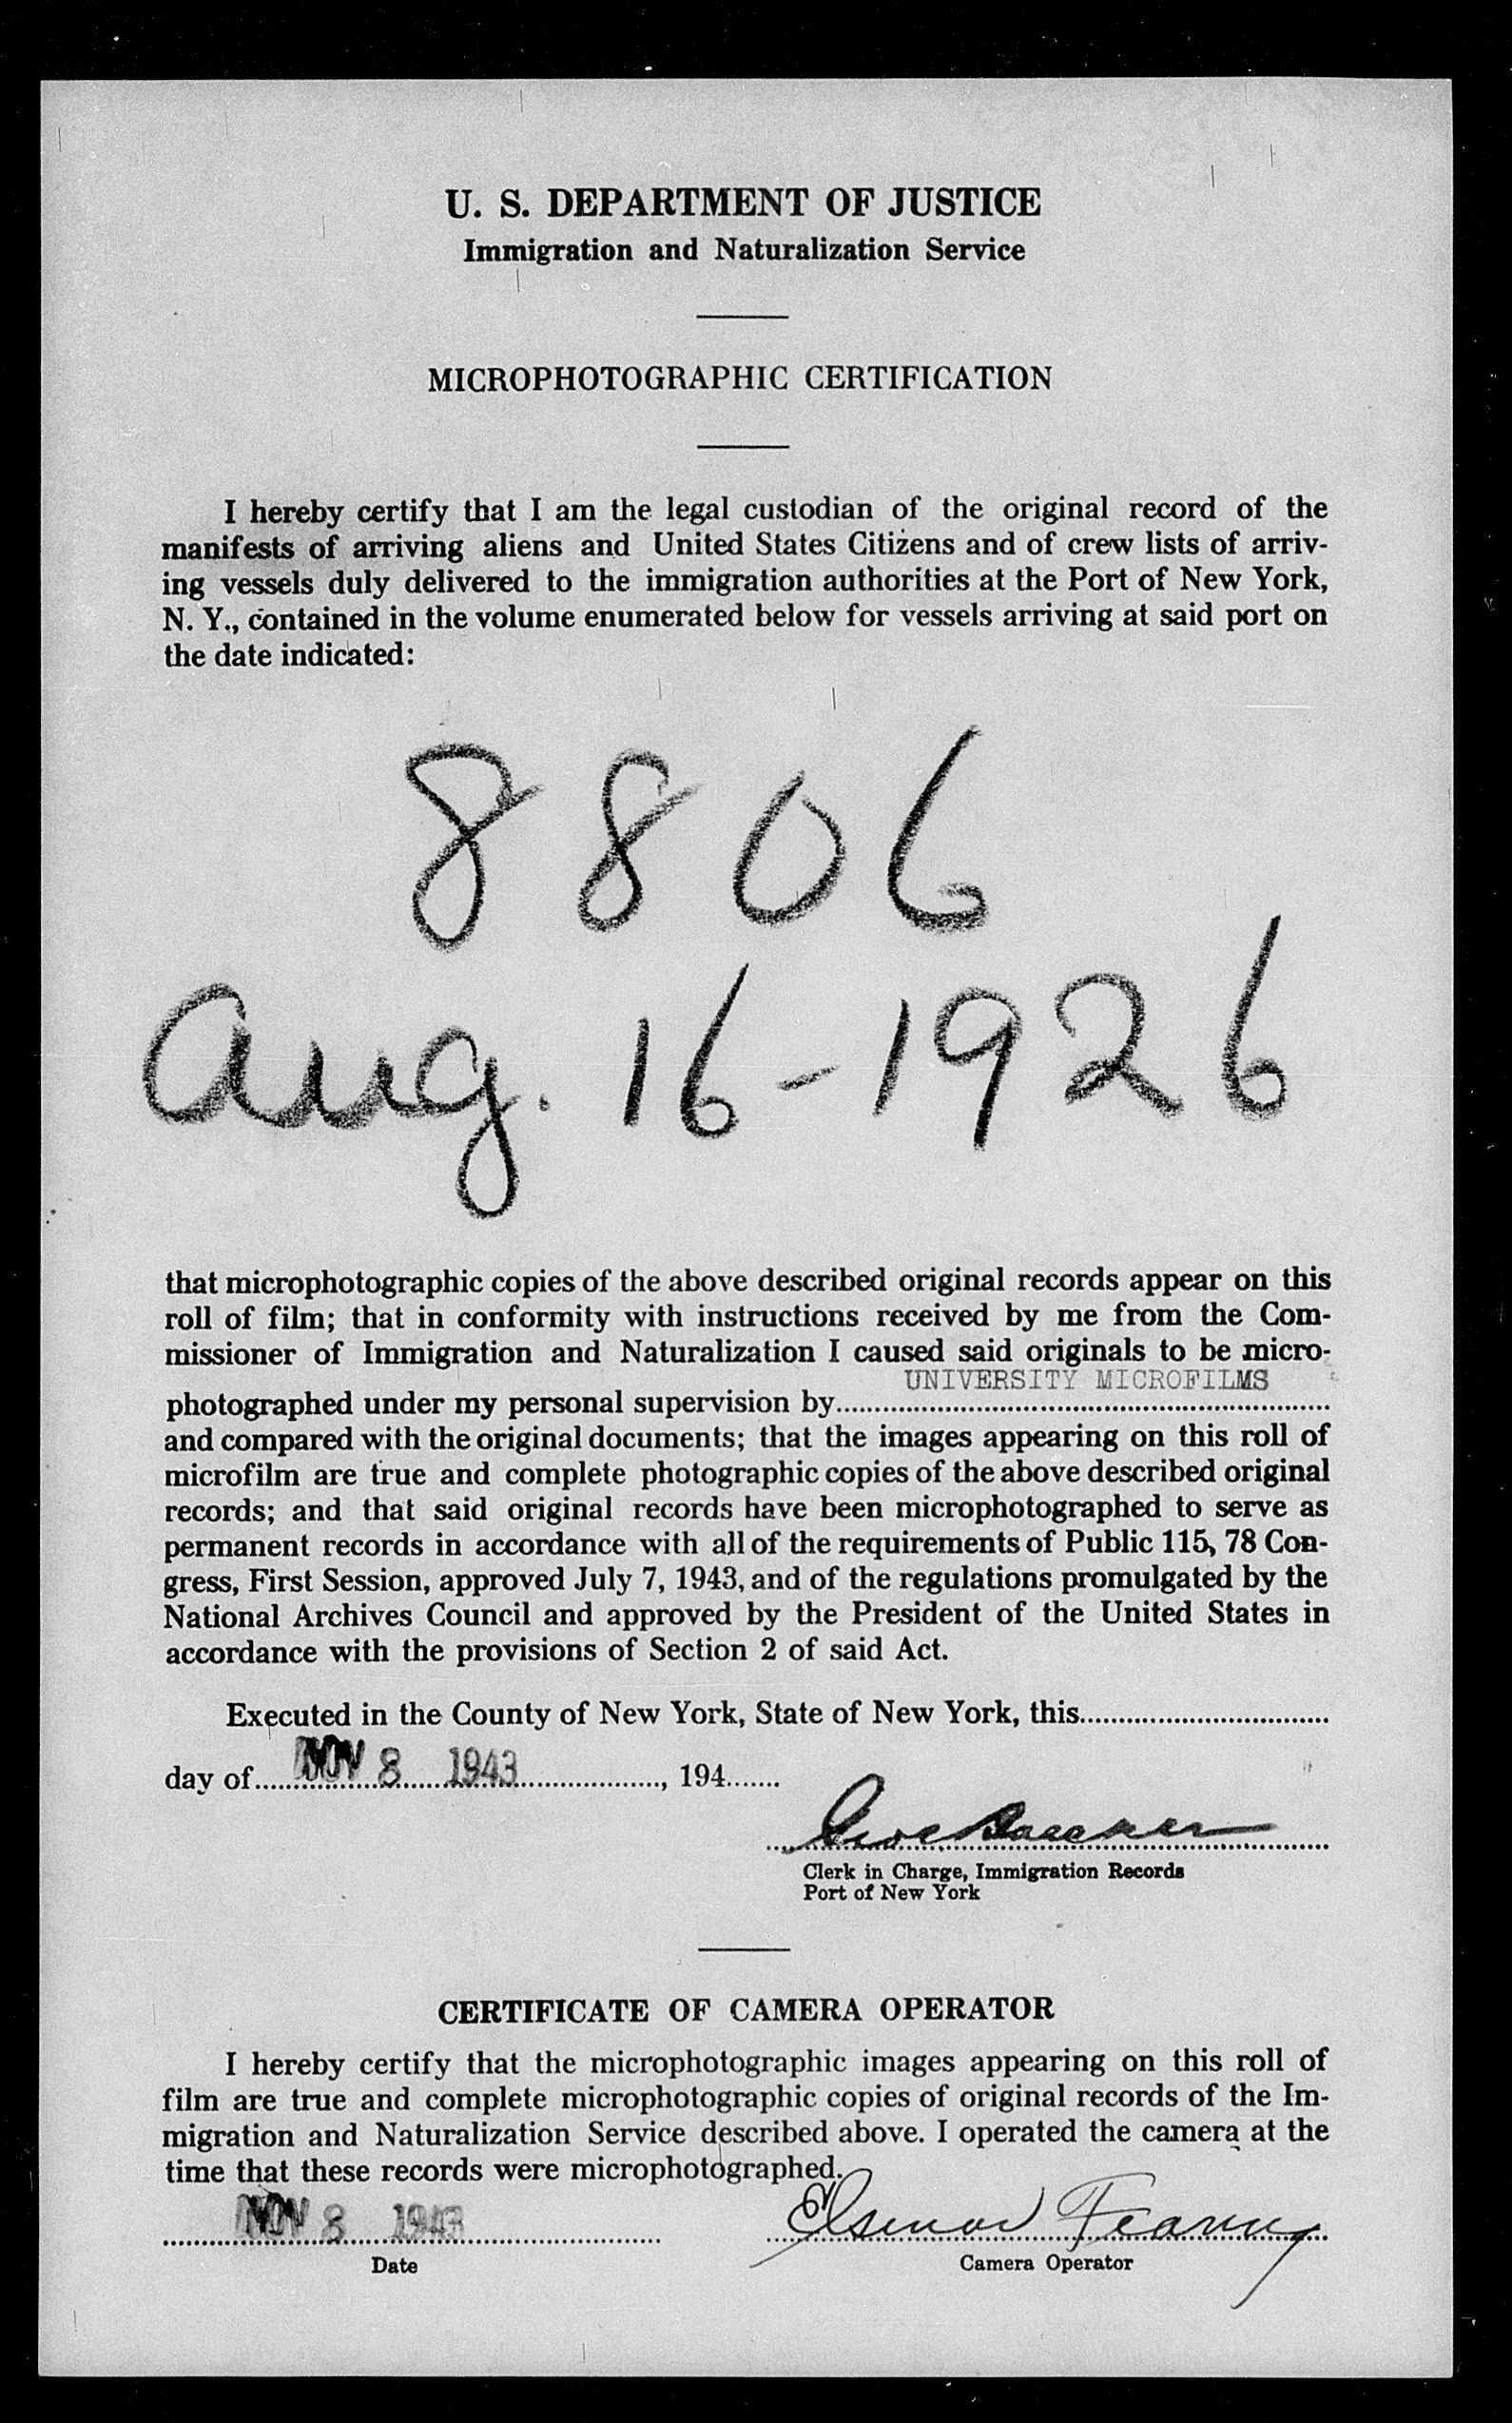 U. S. DEPARTMENT OF JUSTICE
Immigration and Naturalization Service
MICROPHOTOGRAPHIC CERTIFICATION
I hereby certify that I am the legal custodian of the original record of the
manifests of arriving aliens and United States Citizens and of crew lists of arriv-
ing vessels duly delivered to the immigration authorities at the Port of New York,
N. Y., contained in the volume enumerated below for vessels arriving at said port on
the date indicated:
8806
Aug. 16-1926
that microphotographic copies of the above described original records appear on this
roll of film; that in conformity with instructions received by me from the Com-
missioner of Immigration and Naturalization I caused said originals to be micro-
UNIVERSITY MICROFILMS
photographed under my personal supervision by
and compared with the original documents; that the images appearing on this roll of
microfilm are true and complete photographic copies of the above described original
records; and that said original records have been microphotographed to serve as
permanent records in accordance with all of the requirements of Public 115, 78 Con-
gress, First Session, approved July 7, 1943, and of the regulations promulgated by the
National Archives Council and approved by the President of the United States in
accordance with the provisions of Section 2 of said Act.
Executed in the County of New York, State of New York, this
day of NOV 8 1943, 194
Clerk in Charge, Immigration Records
Port of New York
CERTIFICATE OF CAMERA OPERATOR
I hereby certify that the microphotographic images appearing on this roll of
film are true and complete microphotographic copies of original records of the Im-
migration and Naturalization Service described above. I operated the camera at the
time that these records were microphotographed.
NOV 8 1943
Date
Camera Operator